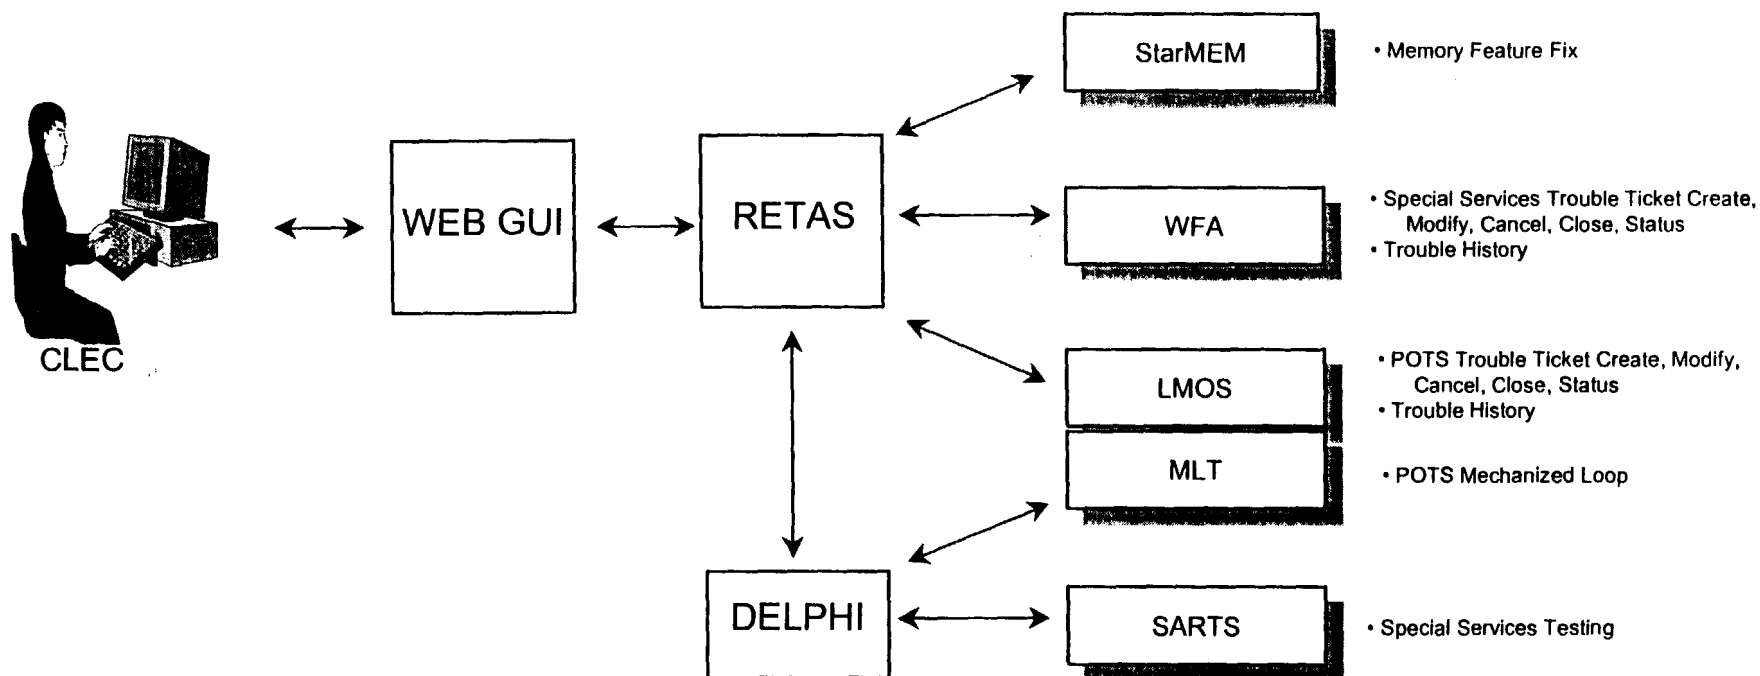 StarMEM
• Memory Feature Fix
WEB GUI
RETAS
WFA
• Special Services Trouble Ticket Create,
Modify, Cancel, Close, Status
• Trouble History
CLEC
LMOS
• POTS Trouble Ticket Create, Modify,
Cancel, Close, Status
• Trouble History
MLT
• POTS Mechanized Loop
DELPHI
SARTS
• Special Services Testing